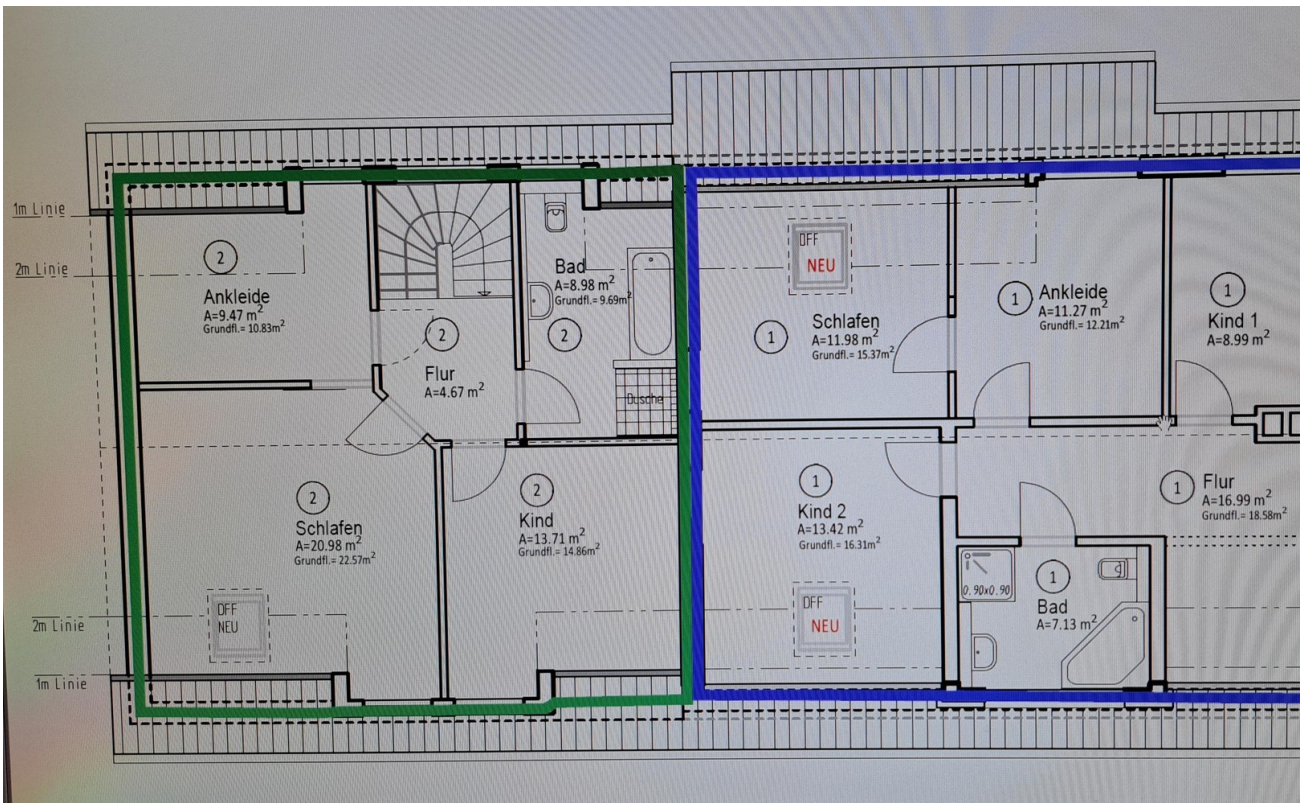 1m Linie
2m Linie
2
Ankleide
A=9.47 m²
Grundfl.= 10.83m²
2
Flur
A=4.67 m²
Bad
A=8.98 m²
Grundfl.= 9.69m²
2
Dusche
DFF
NEU
1
Schlafen
A=11.98 m²
Grundfl.= 15.37m²
1
Ankleide
A=11.27 m²
Grundfl.= 12.21m²
1
Kind 1
A=8.99 m²
2
Schlafen
A=20.98 m²
Grundfl.= 22.57m²
DFF
NEU
2
Kind
A=13.71 m²
Grundfl.= 14.86m²
1
Kind 2
A=13.42 m²
Grundfl.= 16.31m²
DFF
NEU
1
Flur
A=16.99 m²
Grundfl.= 18.58m²
0.90x0.90
1
Bad
A=7.13 m²
2m Linie
1m Linie